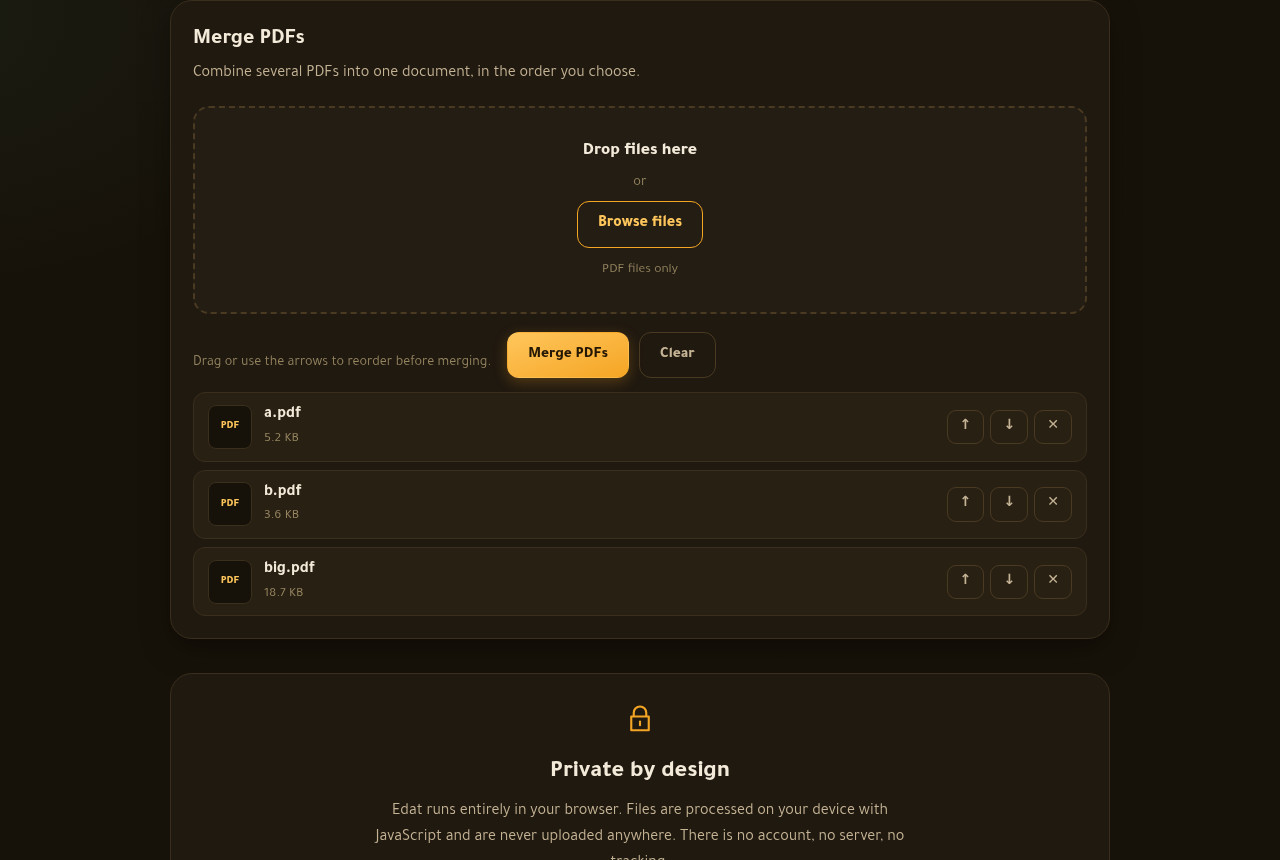 Merge PDFs
Combine several PDFs into one document, in the order you choose.
Drop files here
or
Browse files
PDF files only
Drag or use the arrows to reorder before merging.
Merge PDFs
Clear
PDF
a.pdf
5.2 KB
↑ ↓ ✕
PDF
b.pdf
3.6 KB
↑ ↓ ✕
PDF
big.pdf
18.7 KB
↑ ↓ ✕
Private by design
Edat runs entirely in your browser. Files are processed on your device with
JavaScript and are never uploaded anywhere. There is no account, no server, no
tracking.